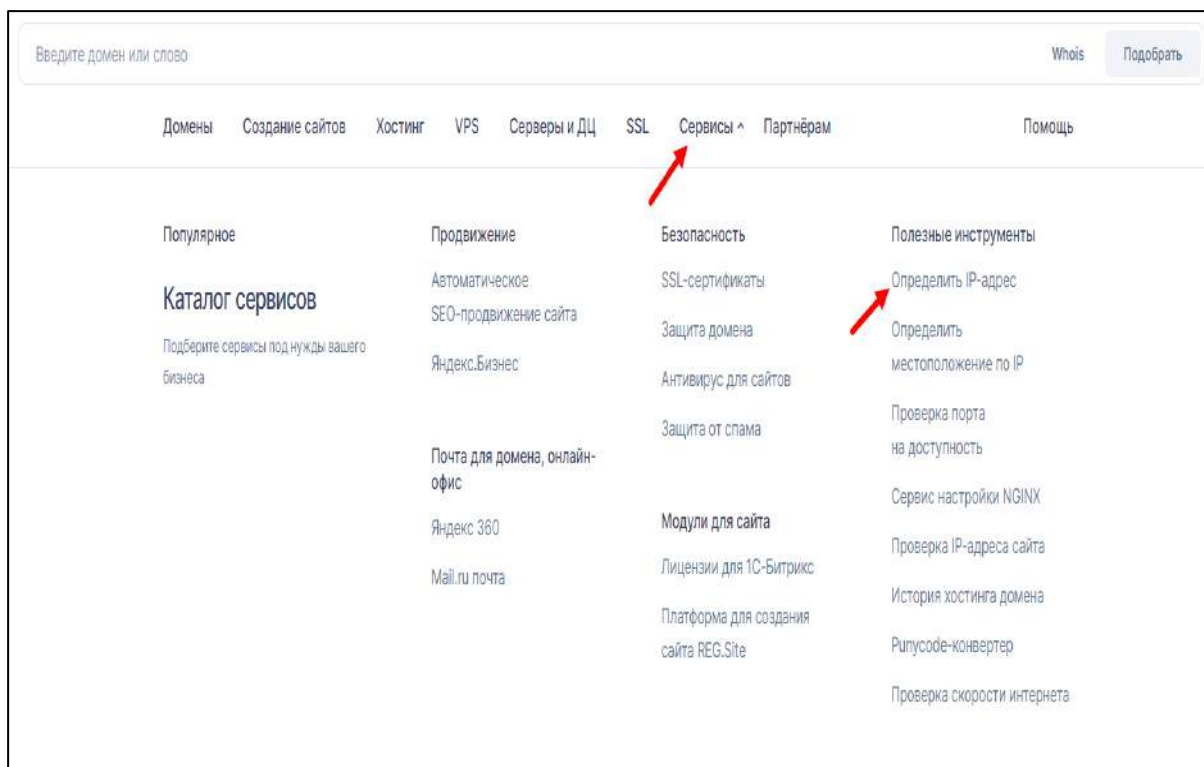 Введите домен или слово
Whois
Подобрать
Домены
Создание сайтов
Хостинг
VPS
Серверы и ДЦ
SSL
Сервисы ^
Партнёрам
Помощь
Популярное
Каталог сервисов
Подберите сервисы под нужды вашего
бизнеса
Продвижение
Автоматическое
SEO-продвижение сайта
Яндекс.Бизнес
Почта для домена, онлайн-
офис
Яндекс 360
Mail.ru почта
Безопасность
SSL-сертификаты
Защита домена
Антивирус для сайтов
Защита от спама
Модули для сайта
Лицензии для 1С-Битрикс
Платформа для создания
сайта REG.Site
Полезные инструменты
Определить IP-адрес
Определить
местоположение по IP
Проверка порта
на доступность
Сервис настройки NGINX
Проверка IP-адреса сайта
История хостинга домена
Punycode-конвертер
Проверка скорости интернета